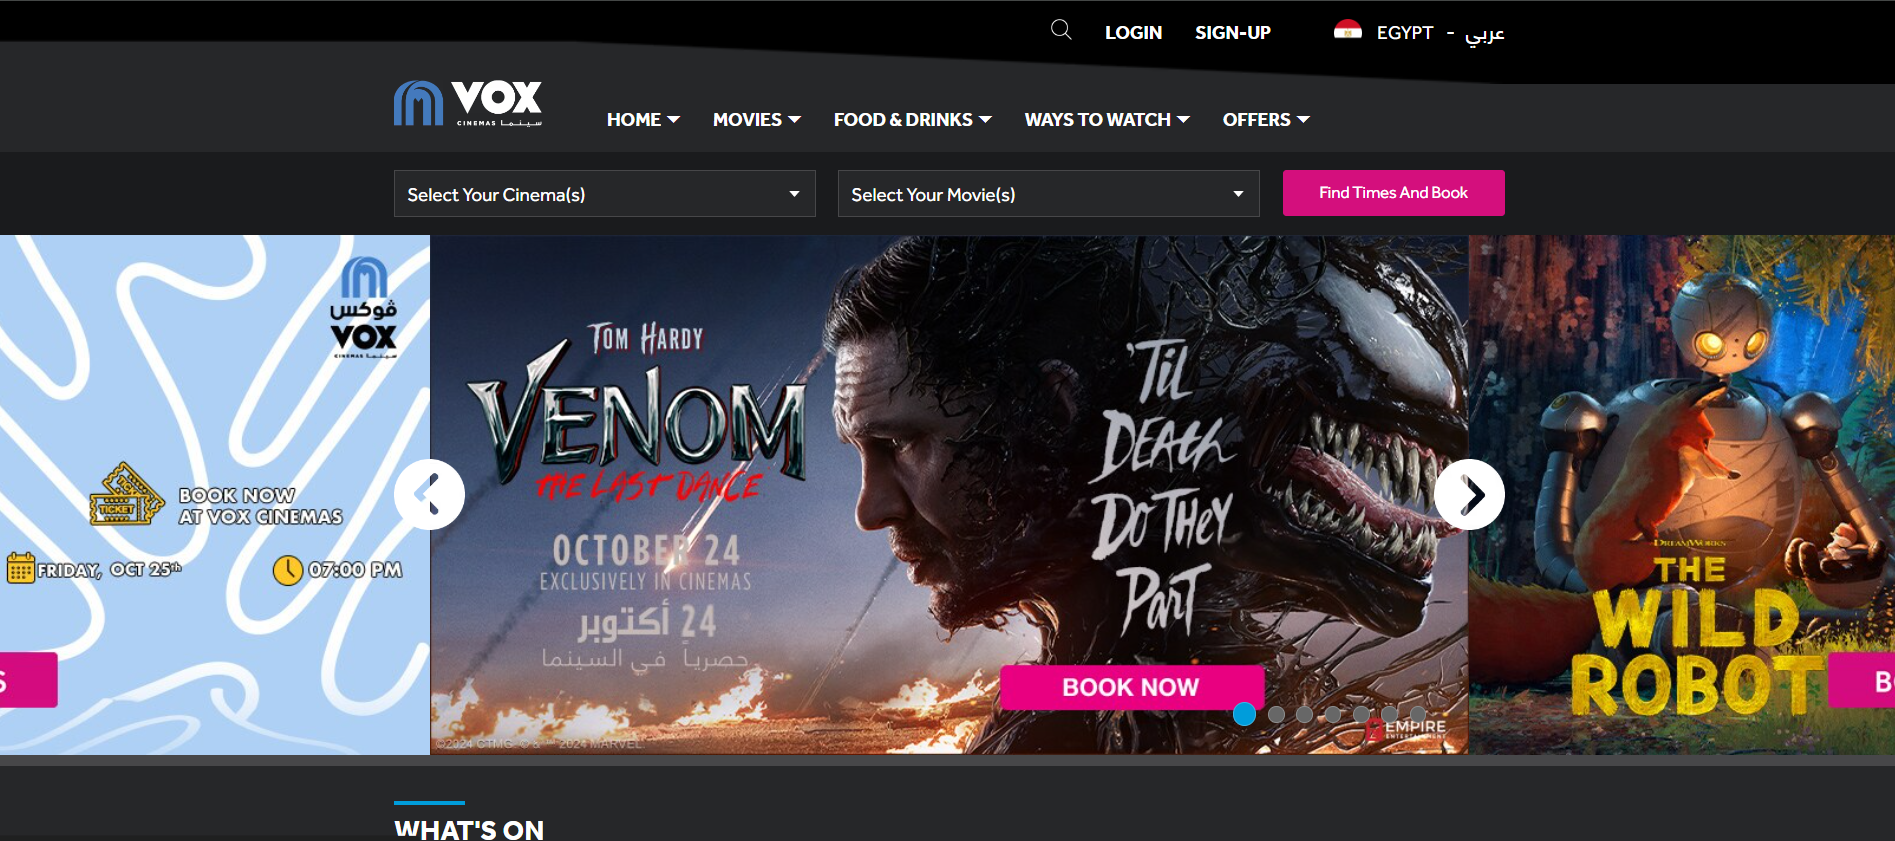 LOGIN
SIGN-UP
EGYPT - عربي
VOX
CINEMAS سينما
HOME
MOVIES
FOOD & DRINKS
WAYS TO WATCH
OFFERS
Select Your Cinema(s)
Select Your Movie(s)
Find Times And Book
ڤوكس
VOX
CINEMAS سينما
TICKET
TICKET
BOOK NOW
AT VOX CINEMAS
FRIDAY, OCT 25th
07:00 PM
S
TOM HARDY
VENOM
THE LAST DANCE
OCTOBER 24
EXCLUSIVELY IN CINEMAS
24 أكتوبر
حصرياً في السينما
'TIL
DEATH
DO THEY
PART
BOOK NOW
©2024 CTMG. © & ™ 2024 MARVEL.
EMPIRE
ENTERTAINMENT
DREAMWORKS
THE
WILD
ROBOT
B
WHAT'S ON